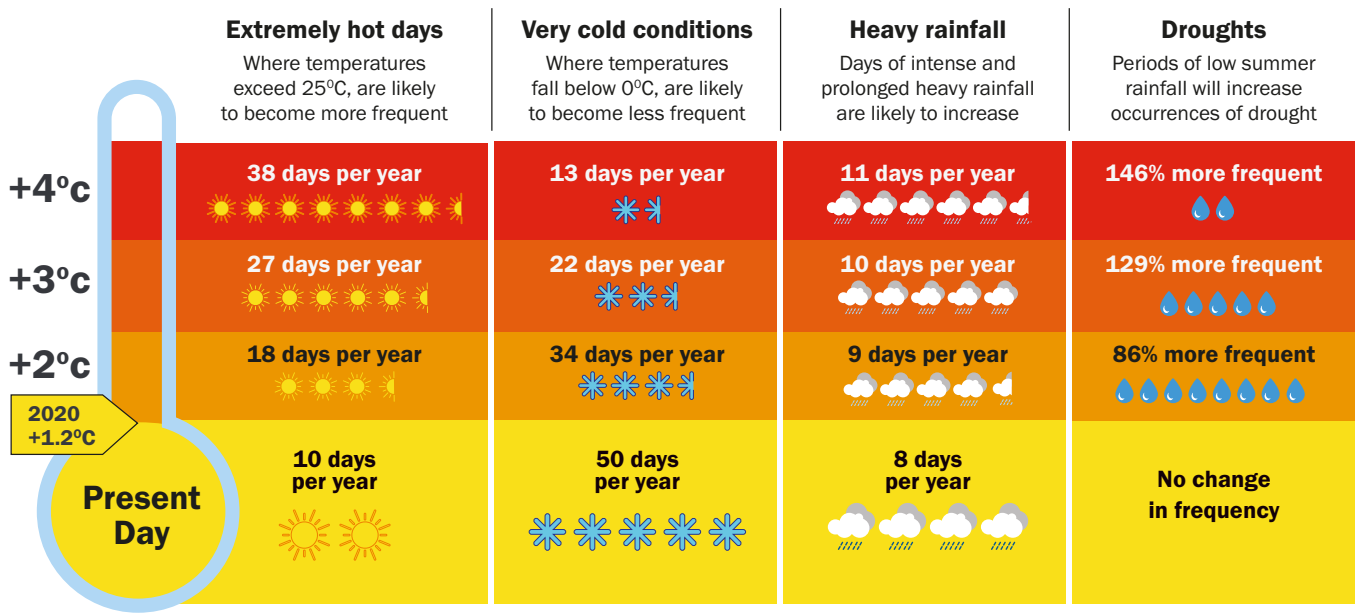 Extremely hot days
Where temperatures
exceed 25⁰C, are likely
to become more frequent
Very cold conditions
Where temperatures
fall below 0⁰C, are likely
to become less frequent
Heavy rainfall
Days of intense and
prolonged heavy rainfall
are likely to increase
Droughts
Periods of low summer
rainfall will increase
occurrences of drought
+4ºc
38 days per year
13 days per year
11 days per year
146% more frequent
+3ºc
27 days per year
22 days per year
10 days per year
129% more frequent
+2ºc
18 days per year
34 days per year
9 days per year
86% more frequent
2020
+1.2ºC
Present
Day
10 days
per year
50 days
per year
8 days
per year
No change
in frequency